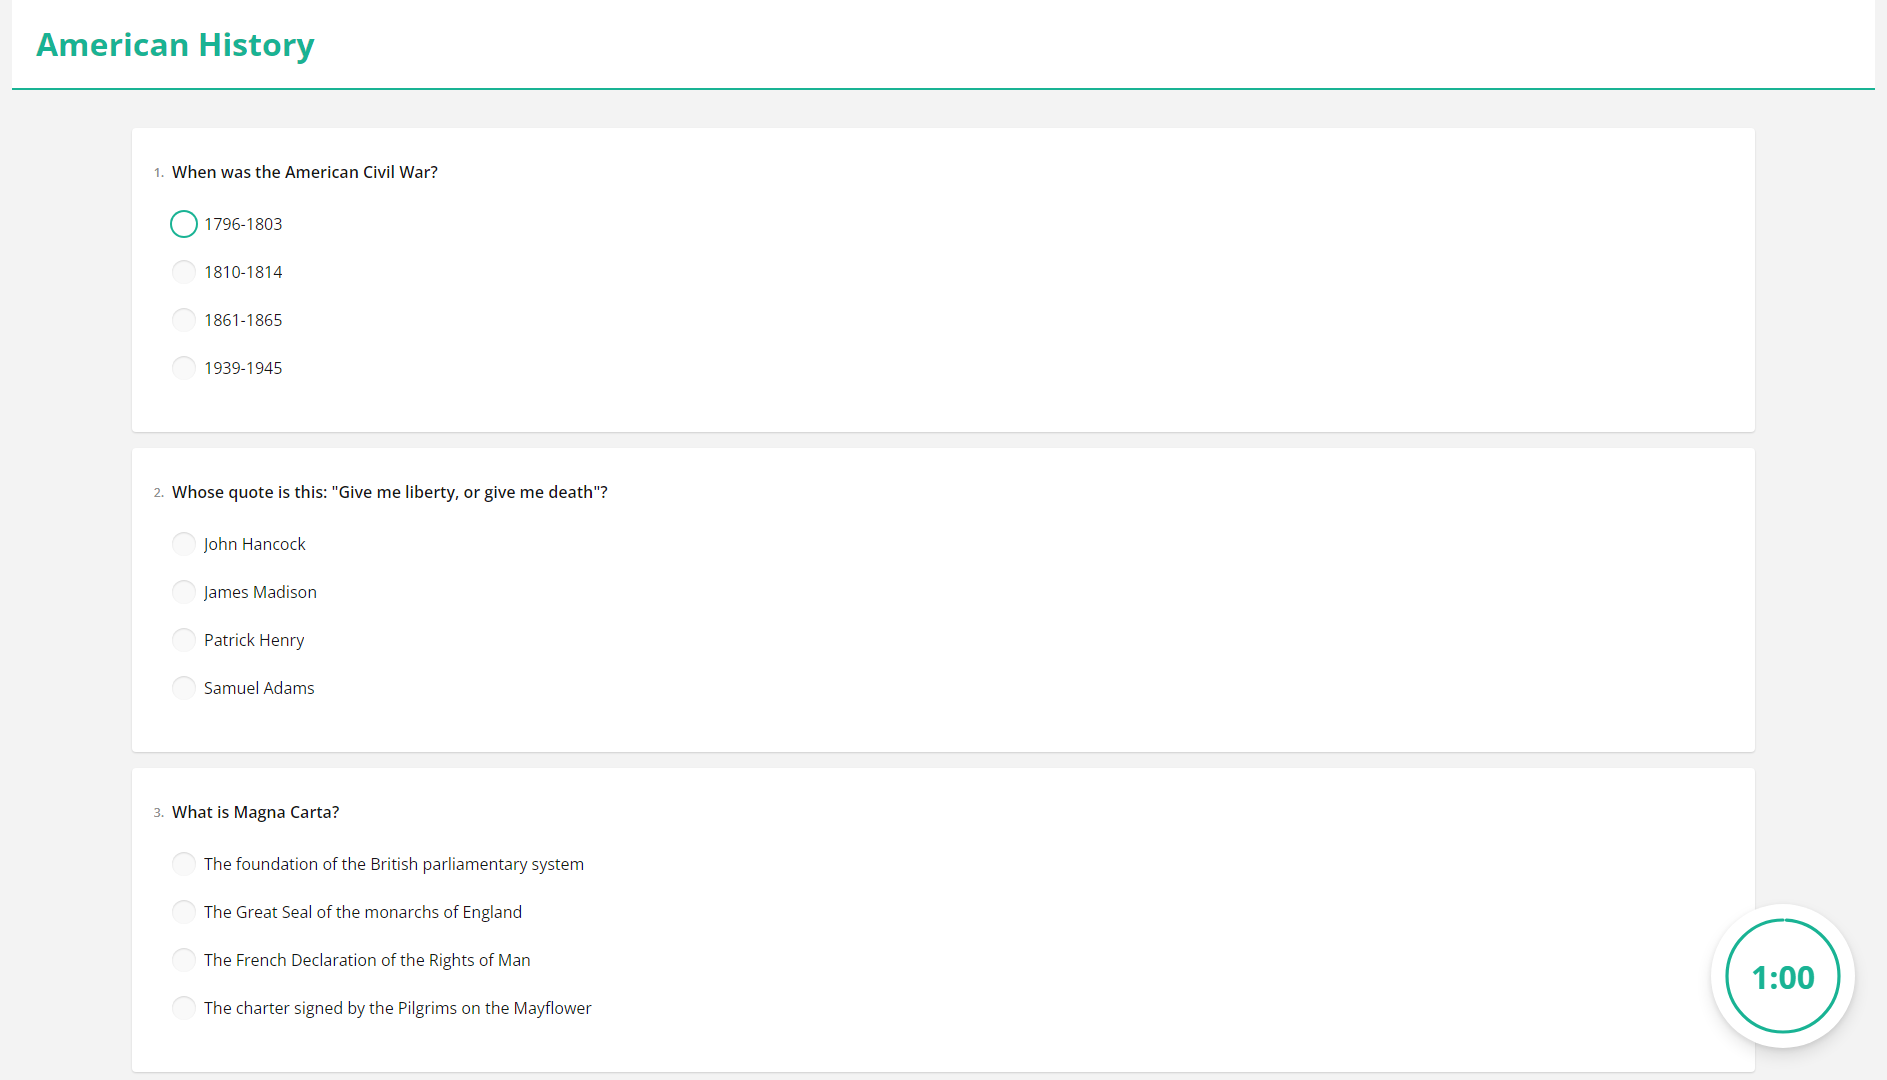 American History
1. When was the American Civil War?
1796-1803
1810-1814
1861-1865
1939-1945
2. Whose quote is this: "Give me liberty, or give me death"?
John Hancock
James Madison
Patrick Henry
Samuel Adams
3. What is Magna Carta?
The foundation of the British parliamentary system
The Great Seal of the monarchs of England
The French Declaration of the Rights of Man
The charter signed by the Pilgrims on the Mayflower
1:00